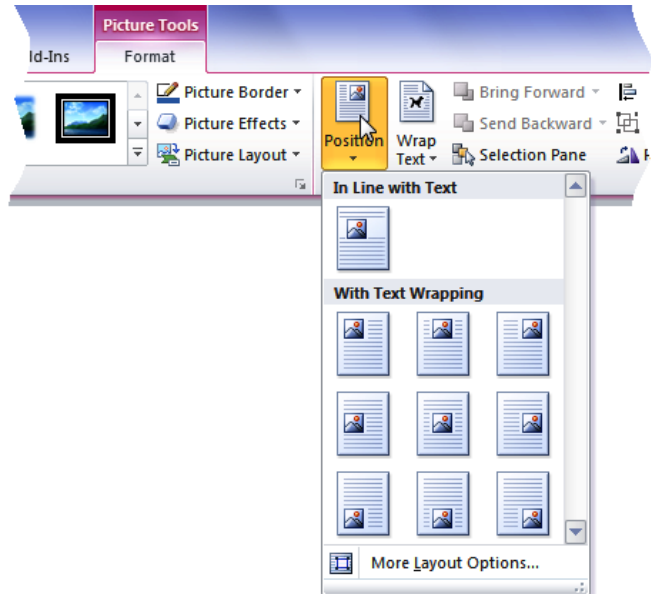 Picture Tools
ld-Ins Format
Picture Border
Picture Effects
Picture Layout
Position
Wrap
Text
Bring Forward
Send Backward
Selection Pane
In Line with Text
With Text Wrapping
More Layout Options...